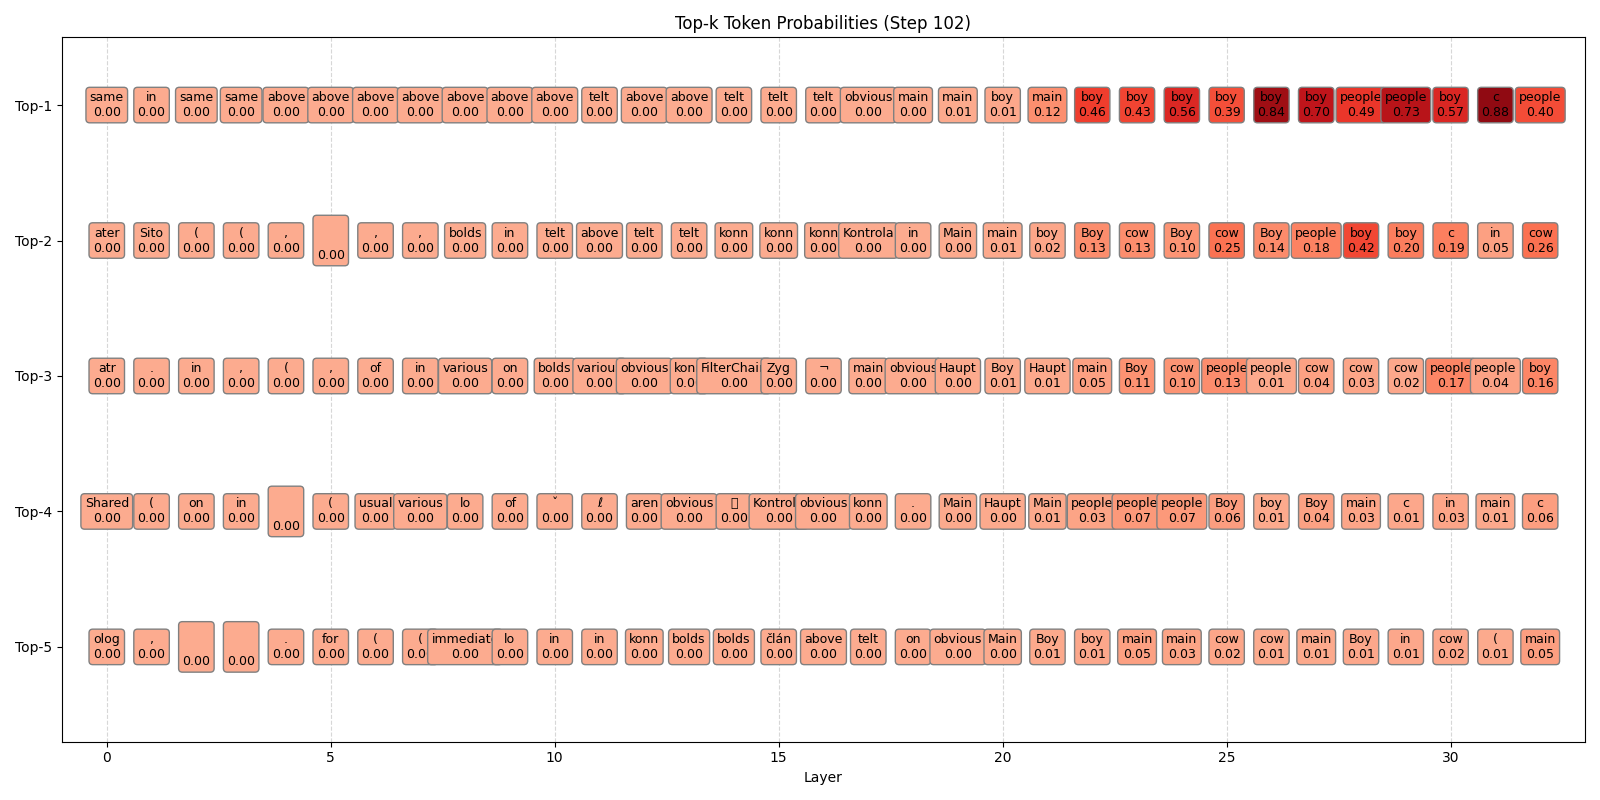 Top-k Token Probabilities (Step 102)
same in same same above above above above above above above telt above above telt telt telt obvious main main boy main boy boy boy boy boy boy people people boy c people
Top-1 0.00 0.00 0.00 0.00 0.00 0.00 0.00 0.00 0.00 0.00 0.00 0.00 0.00 0.00 0.00 0.00 0.00 0.00 0.00 0.01 0.01 0.12 0.46 0.43 0.56 0.39 0.84 0.70 0.49 0.73 0.57 0.88 0.40
ater Sito ( ( , , , bolds in telt above telt telt konn konn konn Kontrola in Main main boy Boy cow Boy cow Boy people boy boy c in cow
Top-2 0.00 0.00 0.00 0.00 0.00 0.00 0.00 0.00 0.00 0.00 0.00 0.00 0.00 0.00 0.00 0.00 0.00 0.00 0.00 0.00 0.01 0.02 0.13 0.13 0.10 0.25 0.14 0.18 0.42 0.20 0.19 0.05 0.26
atr . in , ( , of in various on bolds variou obvious kon FilterChai Zyg ¬ main obvious Haupt Boy Haupt main Boy cow people people cow cow cow people people boy
Top-3 0.00 0.00 0.00 0.00 0.00 0.00 0.00 0.00 0.00 0.00 0.00 0.00 0.00 0.0 0.00 0.00 0.00 0.00 0.00 0.00 0.01 0.01 0.05 0.11 0.10 0.13 0.01 0.04 0.03 0.02 0.17 0.04 0.16
Shared ( on in ( usual various lo of ˇ ℓ aren obvious Kontrol obvious konn . Main Haupt Main people people people Boy boy Boy main c in main c
Top-4 0.00 0.00 0.00 0.00 0.00 0.00 0.00 0.00 0.00 0.00 0.00 0.00 0.00 0.00 0.00 0.00 0.00 0.00 0.00 0.00 0.00 0.01 0.03 0.07 0.07 0.06 0.01 0.04 0.03 0.01 0.03 0.01 0.06
olog , . for ( ( immediat lo in in konn bolds bolds član above telt on obvious Main Boy boy main main cow cow main Boy in cow ( main
Top-5 0.00 0.00 0.00 0.00 0.00 0.00 0.00 0.0 0.00 0.00 0.00 0.00 0.00 0.00 0.00 0.00 0.00 0.00 0.00 0.00 0.00 0.01 0.01 0.05 0.03 0.02 0.01 0.01 0.01 0.01 0.02 0.01 0.05
0 5 10 15 20 25 30
Layer